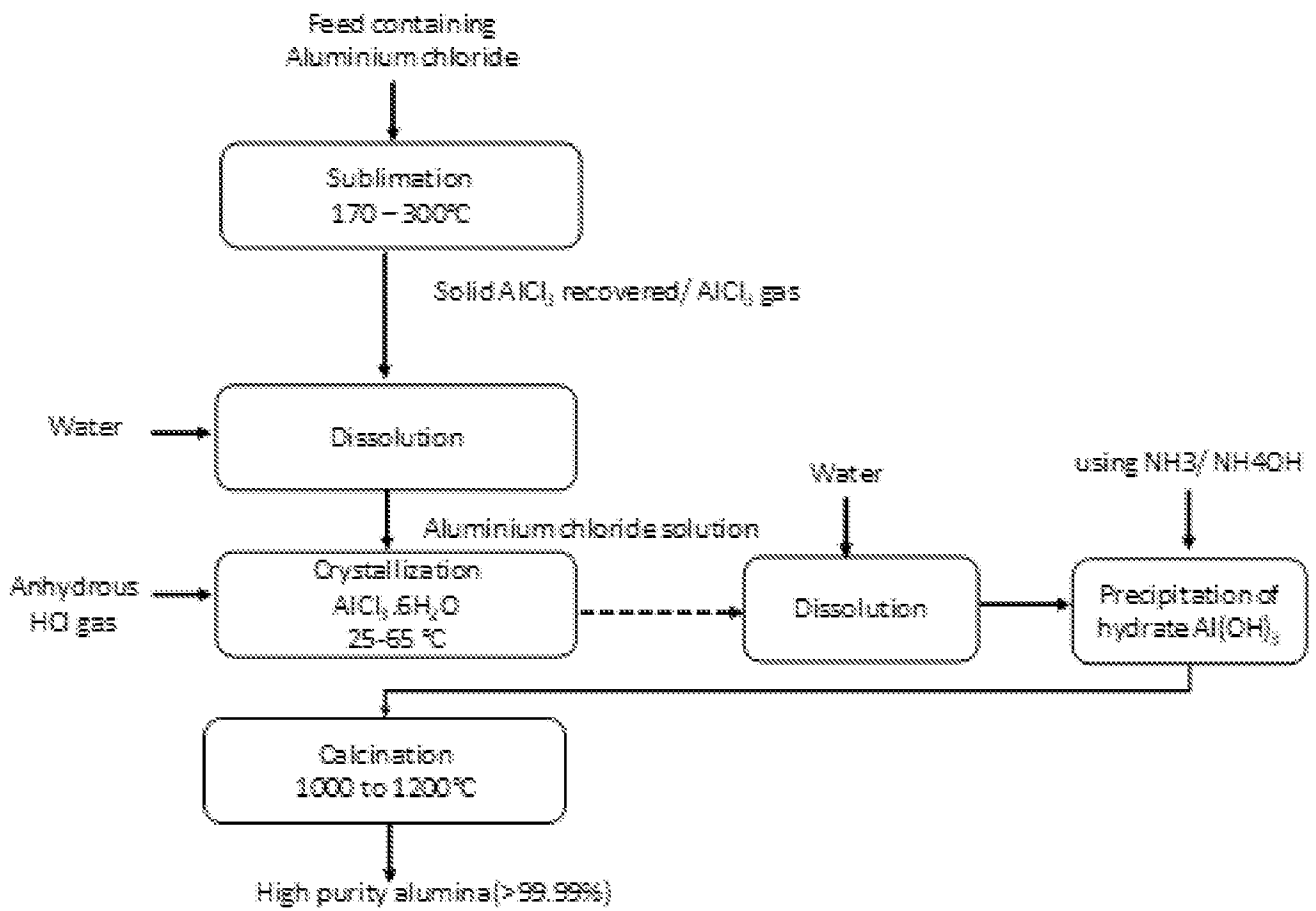 Feed containing
Aluminium chloride
Sublimation
170 – 300°C
Solid AlCl₃ recovered/ AlCl₃ gas
Water
Dissolution
Water
using NH3/ NH4OH
Aluminium chloride solution
Anhydrous
HCl gas
Crystallization
AlCl₃.6H₂O
25-65 °C
Dissolution
Precipitation of
hydrate Al(OH)₃
Calcination
1000 to 1200°C
High purity alumina(>99.99%)